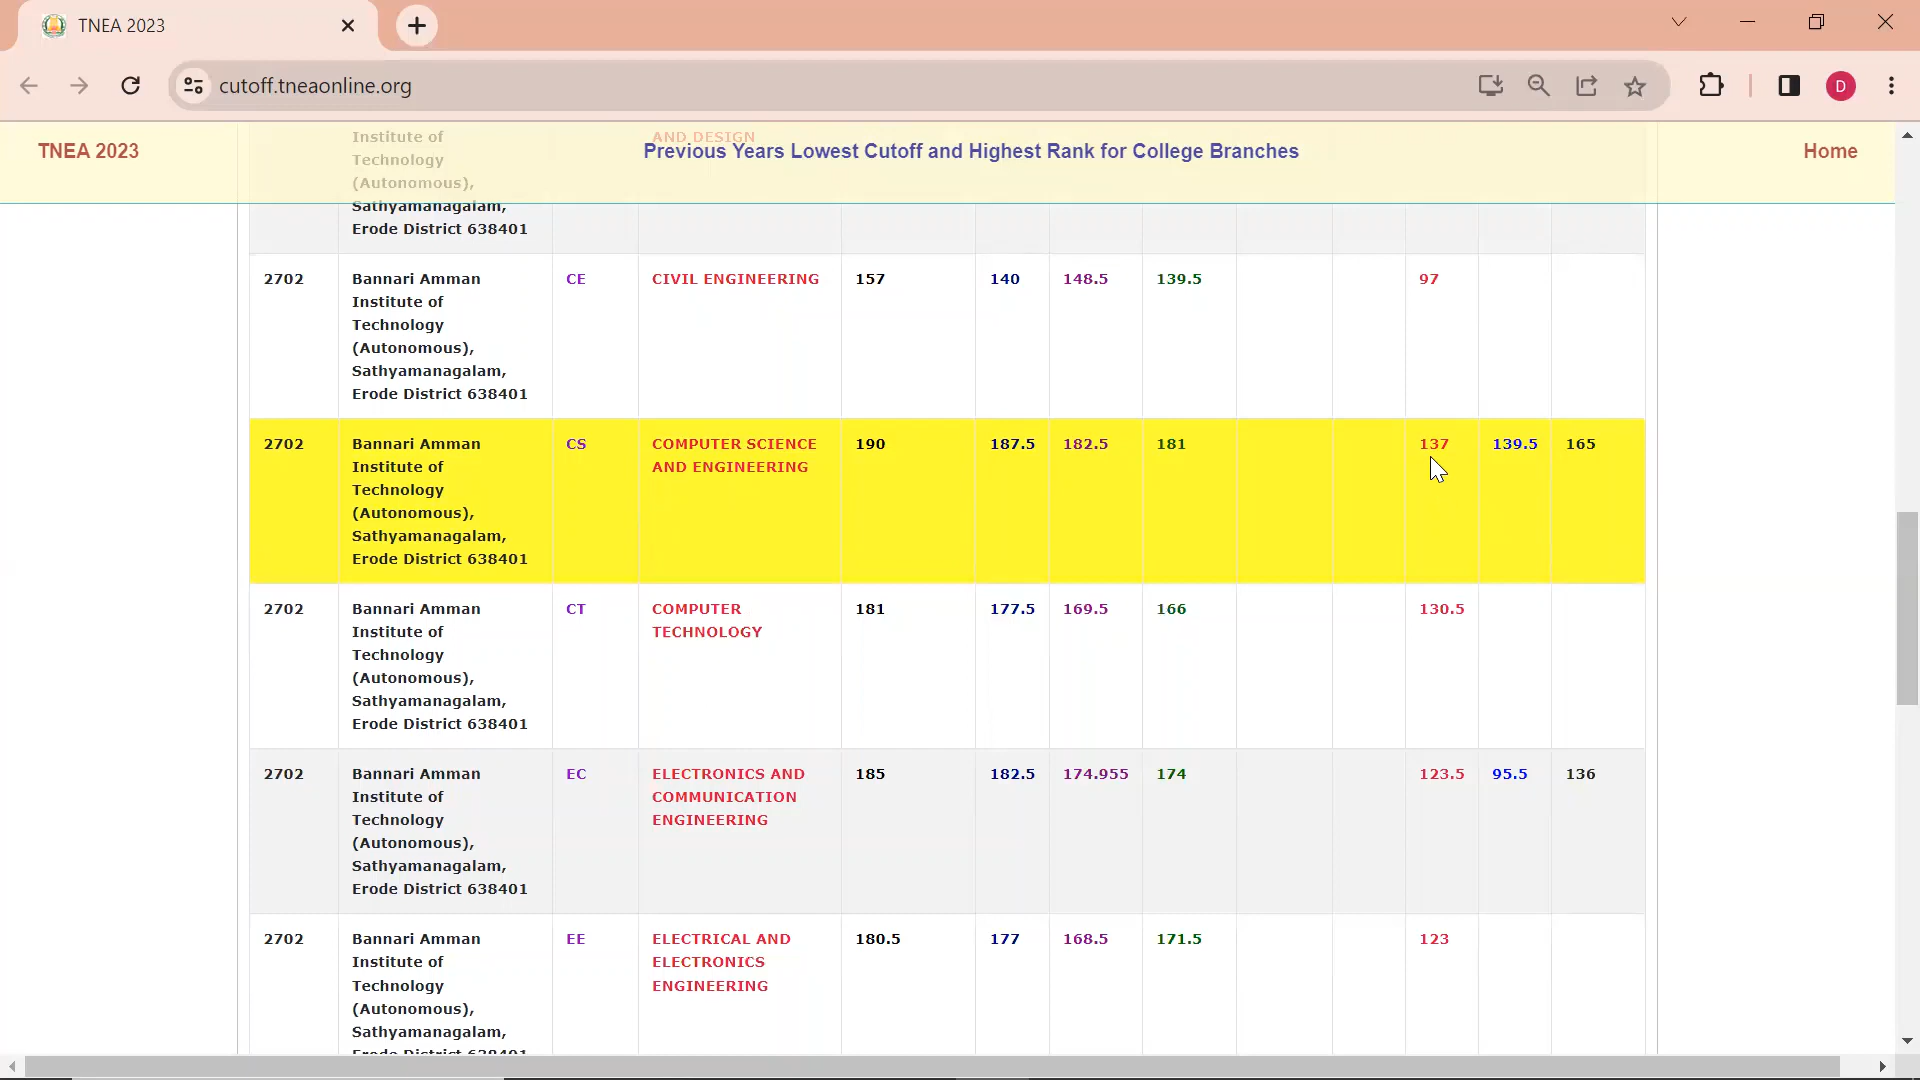 TNEA 2023
cutoff.tneaonline.org
D
TNEA 2023
Previous Years Lowest Cutoff and Highest Rank for College Branches
Home
Institute of
AND DESIGN
Technology
(Autonomous),
Sathyamanagalam,
Erode District 638401
2702
Bannari Amman
Institute of
Technology
(Autonomous),
Sathyamanagalam,
Erode District 638401
CE
CIVIL ENGINEERING
157
140
148.5
139.5
97
2702
Bannari Amman
Institute of
Technology
(Autonomous),
Sathyamanagalam,
Erode District 638401
CS
COMPUTER SCIENCE
AND ENGINEERING
190
187.5
182.5
181
137
139.5
165
2702
Bannari Amman
Institute of
Technology
(Autonomous),
Sathyamanagalam,
Erode District 638401
CT
COMPUTER
TECHNOLOGY
181
177.5
169.5
166
130.5
2702
Bannari Amman
Institute of
Technology
(Autonomous),
Sathyamanagalam,
Erode District 638401
EC
ELECTRONICS AND
COMMUNICATION
ENGINEERING
185
182.5
174.955
174
123.5
95.5
136
2702
Bannari Amman
Institute of
Technology
(Autonomous),
Sathyamanagalam,
Erode District 638401
EE
ELECTRICAL AND
ELECTRONICS
ENGINEERING
180.5
177
168.5
171.5
123